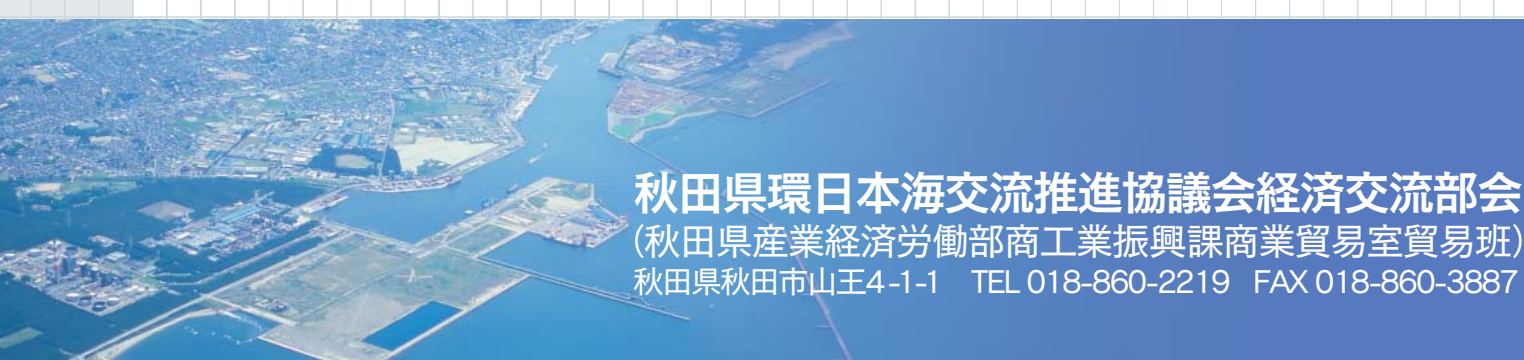 秋田県環日本海交流推進協議会経済交流部会
(秋田県産業経済労働部商工業振興課商業貿易室貿易班)
秋田県秋田市山王4-1-1 TEL 018-860-2219 FAX 018-860-3887